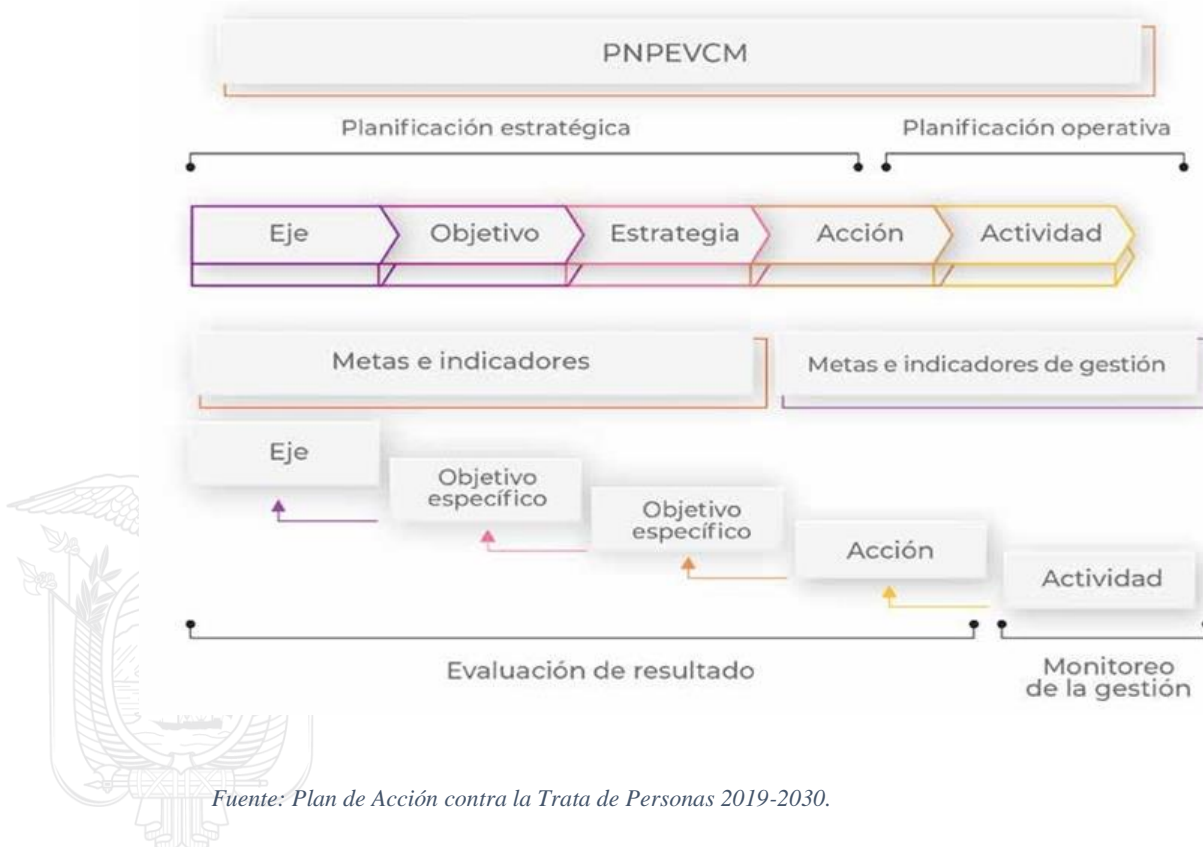 PNPEVCM
Planificación estratégica
Planificación operativa
Eje
Objetivo
Estrategia
Acción
Actividad
Metas e indicadores
Metas e indicadores de gestión
Eje
Objetivo
específico
Objetivo
específico
Acción
Actividad
Evaluación de resultado
Monitoreo
de la gestión
Fuente: Plan de Acción contra la Trata de Personas 2019-2030.